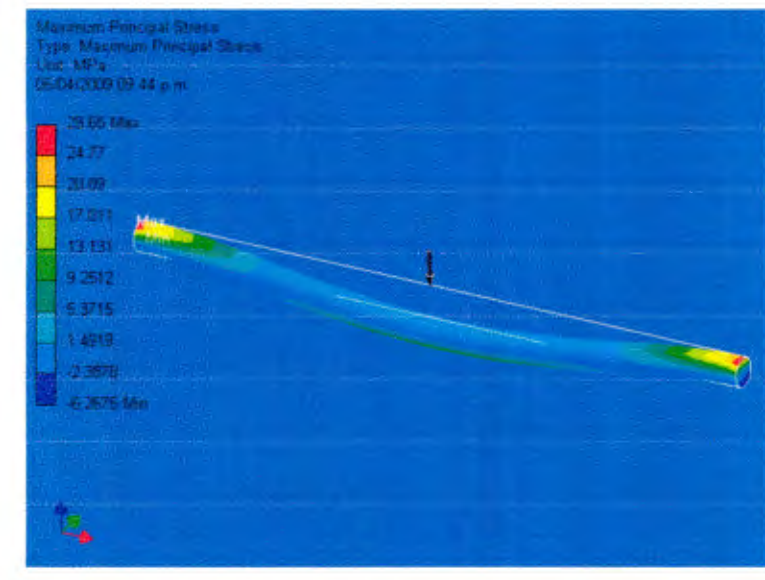 Maximum Principal Stress
Type: Maximum Principal Stress
Unit: MPa
05/04/2009 09:44 p.m.
28.65 Max
24.77
20.89
17.011
13.131
9.2512
5.3715
1.4919
-2.3878
-6.2675 Min
Max